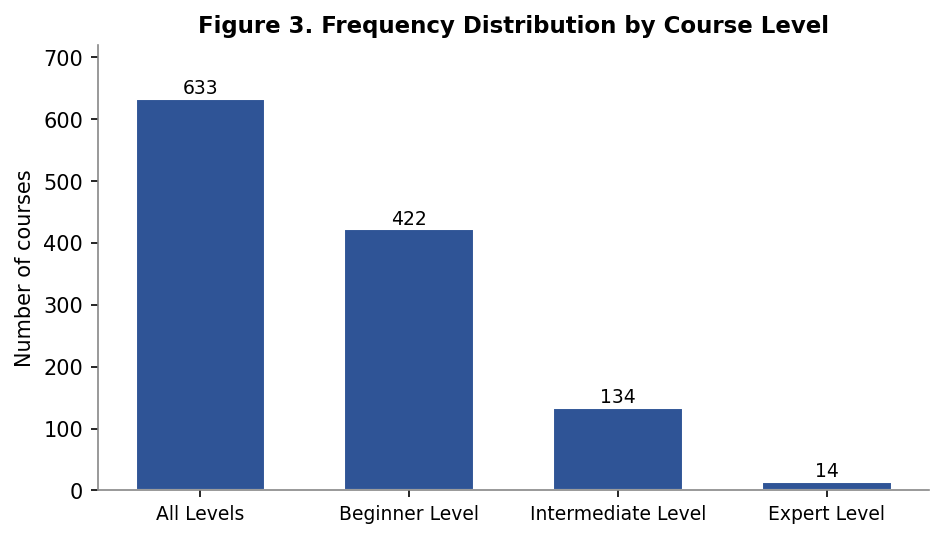 Figure 3. Frequency Distribution by Course Level
Number of courses
700
600
500
400
300
200
100
0
633
422
134
14
All Levels
Beginner Level
Intermediate Level
Expert Level